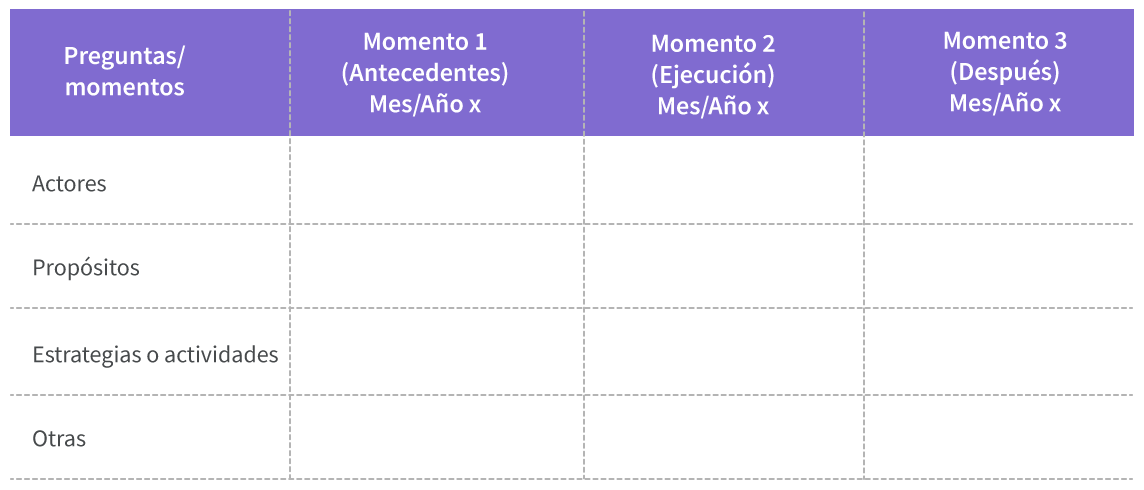 Preguntas/
momentos
Momento 1
(Antecedentes)
Mes/Año x
Momento 2
(Ejecución)
Mes/Año x
Momento 3
(Después)
Mes/Año x
Actores
Propósitos
Estrategias o actividades
Otras